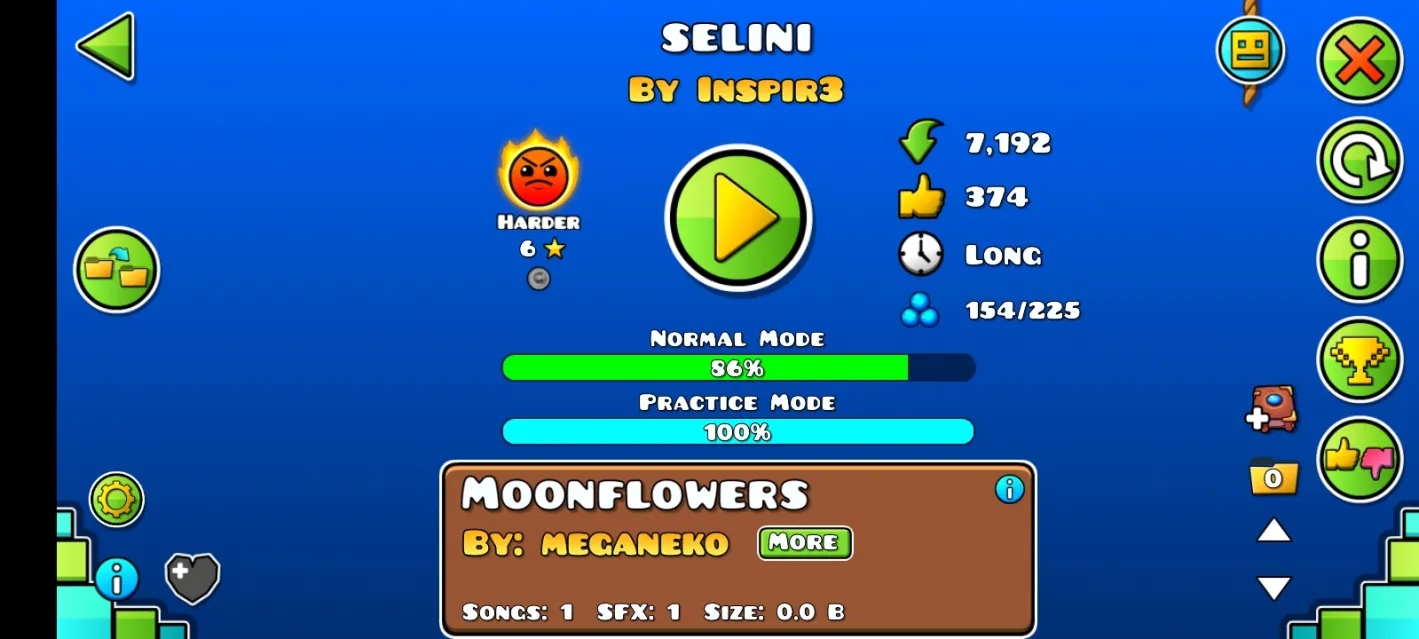 SELINI
By Inspir3
7,192
Harder
374
6
Long
154/225
Normal Mode
86%
Practice Mode
100%
Moonflowers
By: meganeko
More
0
Songs: 1 SFX: 1 Size: 0.0 B